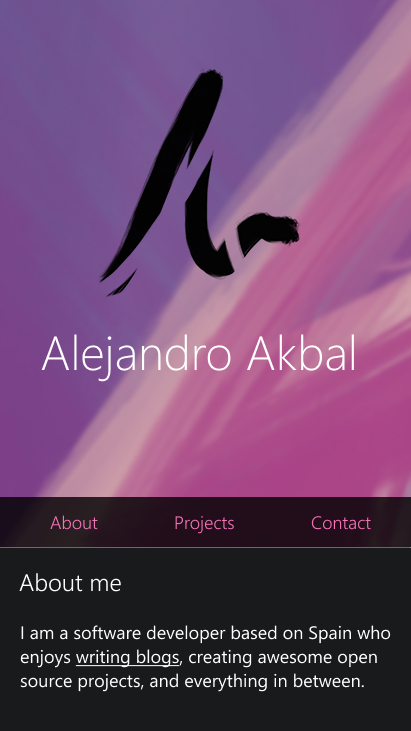 Alejandro Akbal
About
Projects
Contact
About me
I am a software developer based on Spain who
enjoys writing blogs, creating awesome open
source projects, and everything in between.